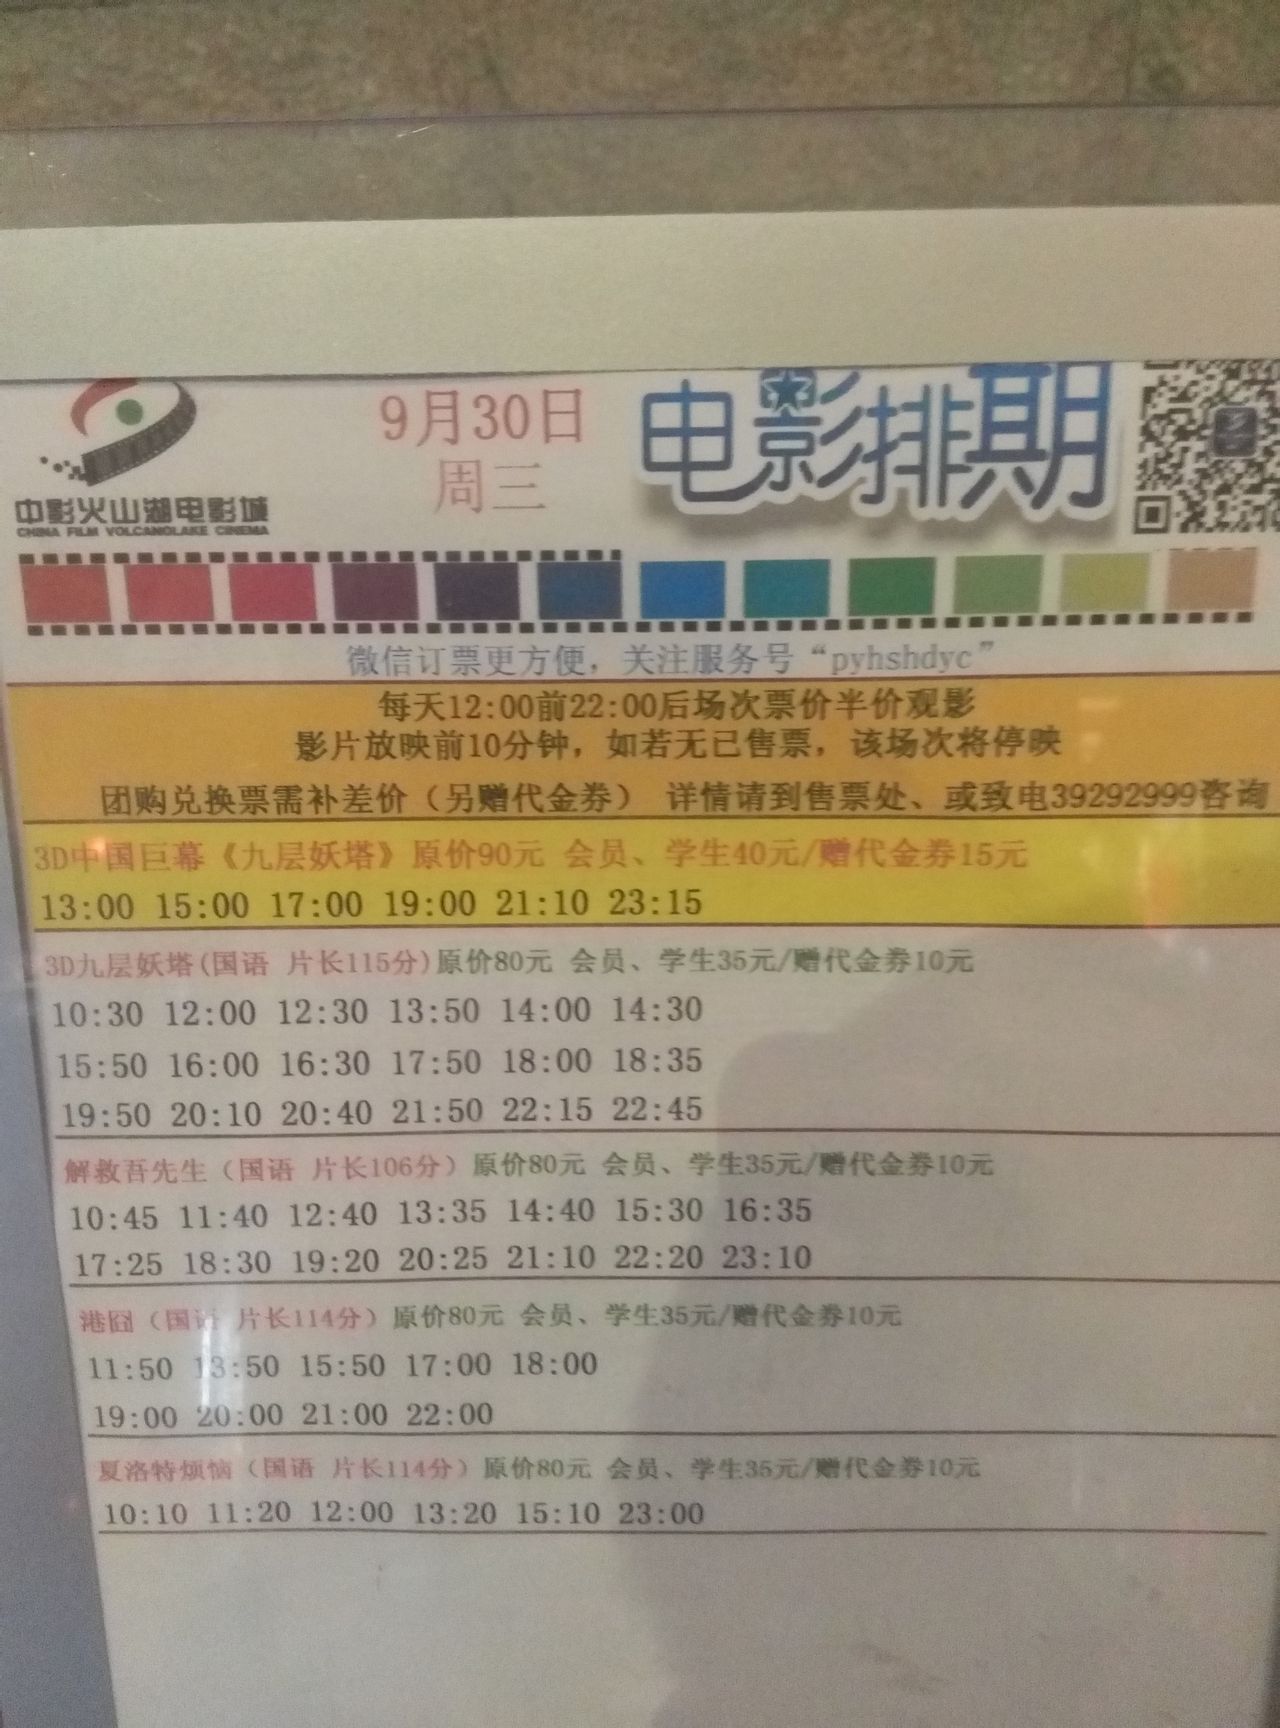 9月30日
周三
电影排期
中影火山湖电影城
CHINA FILM VOLCANOLAKE CINEMA
微信订票更方便，关注服务号“pyhshdyc”
每天12:00前22:00后场次票价半价观影
影片放映前10分钟，如若无已售票，该场次将停映
团购兑换票需补差价（另赠代金券） 详情请到售票处、或致电39292999咨询
3D中国巨幕《九层妖塔》原价90元 会员、学生40元/赠代金券15元
13:00 15:00 17:00 19:00 21:10 23:15
3D九层妖塔(国语 片长115分)原价80元 会员、学生35元/赠代金券10元
10:30 12:00 12:30 13:50 14:00 14:30
15:50 16:00 16:30 17:50 18:00 18:35
19:50 20:10 20:40 21:50 22:15 22:45
解救吾先生（国语 片长106分）原价80元 会员、学生35元/赠代金券10元
10:45 11:40 12:40 13:35 14:40 15:30 16:35
17:25 18:30 19:20 20:25 21:10 22:20 23:10
港囧（国语 片长114分）原价80元 会员、学生35元/赠代金券10元
11:50 13:50 15:50 17:00 18:00
19:00 20:00 21:00 22:00
夏洛特烦恼（国语 片长114分）原价80元 会员、学生35元/赠代金券10元
10:10 11:20 12:00 13:20 15:10 23:00